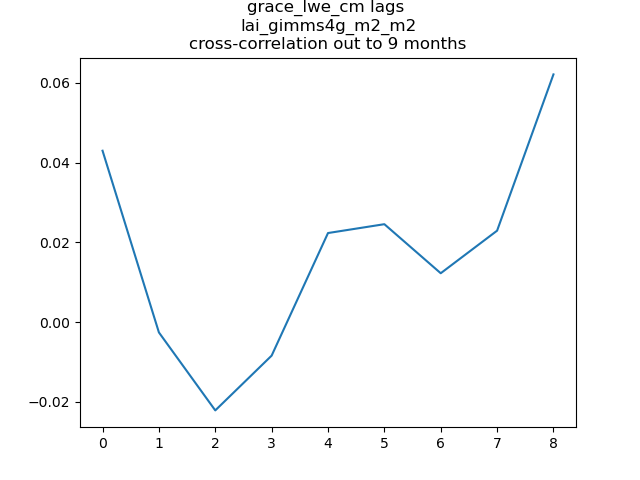 grace_lwe_cm lags
lai_gimms4g_m2_m2
cross-correlation out to 9 months
0.06
0.04
0.02
0.00
−0.02
0 1 2 3 4 5 6 7 8